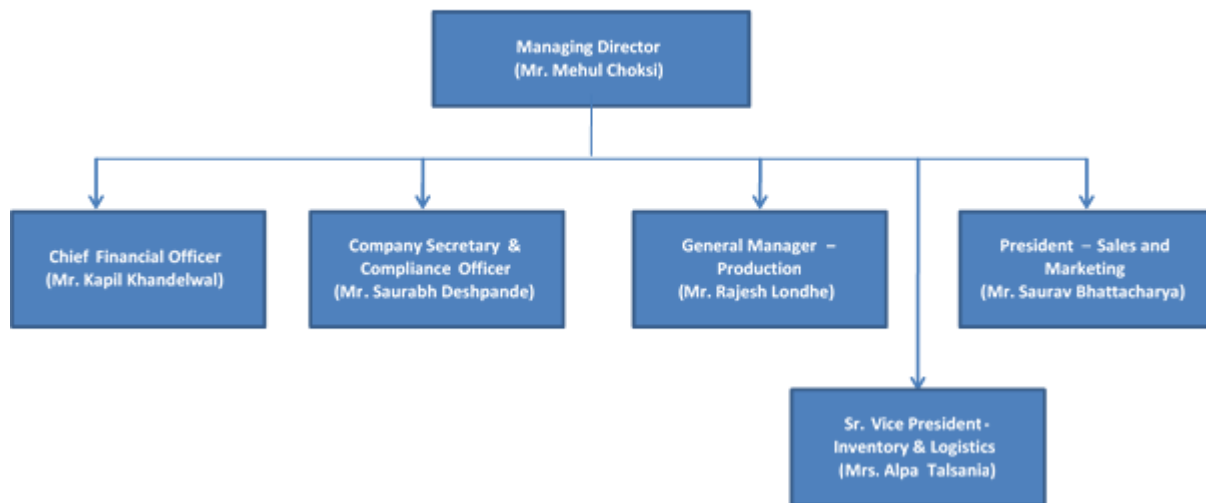 Managing Director
(Mr. Mehul Choksi)
Chief Financial Officer
(Mr. Kapil Khandelwal)
Company Secretary &
Compliance Officer
(Mr. Saurabh Deshpande)
General Manager –
Production
(Mr. Rajesh Londhe)
President – Sales and
Marketing
(Mr. Saurav Bhattacharya)
Sr. Vice President-
Inventory & Logistics
(Mrs. Alpa Talsania)